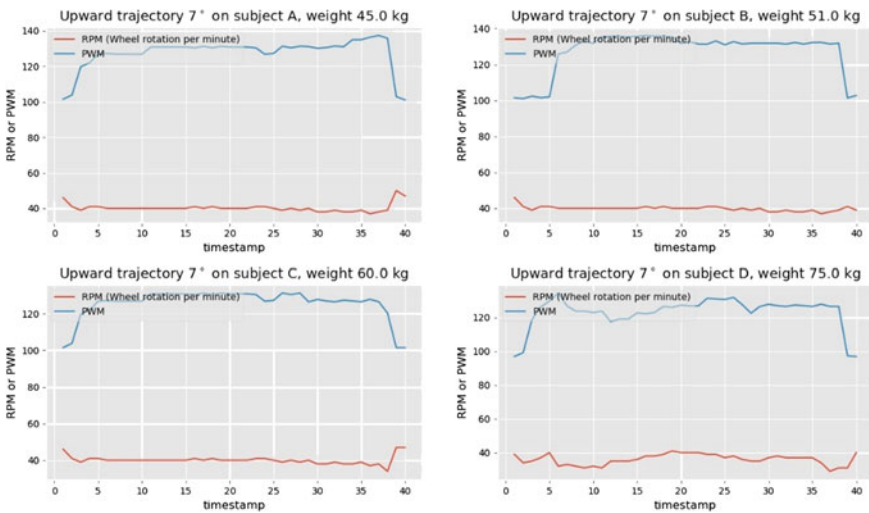 Upward trajectory 7° on subject A, weight 45.0 kg
140
120
100
80
60
40
RPM or PWM
RPM (Wheel rotation per minute)
PWM
0 5 10 15 20 25 30 35 40
timestamp
Upward trajectory 7° on subject B, weight 51.0 kg
140
120
100
80
60
40
RPM or PWM
RPM (Wheel rotation per minute)
PWM
0 5 10 15 20 25 30 35 40
timestamp
Upward trajectory 7° on subject C, weight 60.0 kg
120
100
80
60
40
RPM or PWM
RPM (Wheel rotation per minute)
PWM
0 5 10 15 20 25 30 35 40
timestamp
Upward trajectory 7° on subject D, weight 75.0 kg
120
100
80
60
40
RPM or PWM
RPM (Wheel rotation per minute)
PWM
0 5 10 15 20 25 30 35 40
timestamp